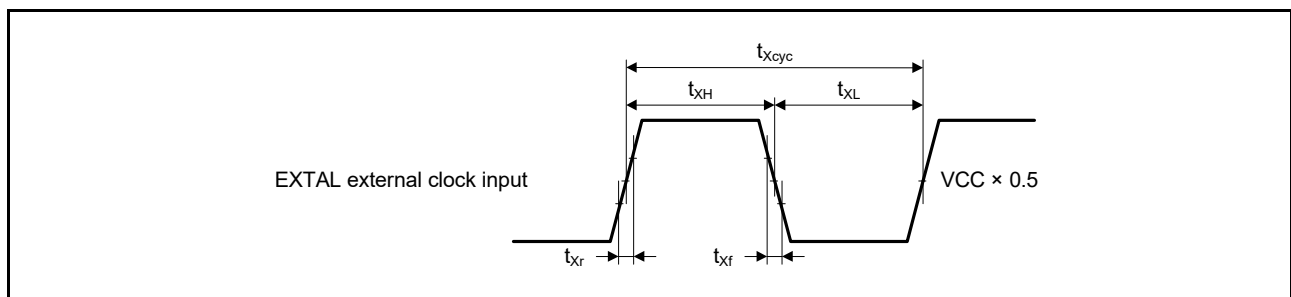 tXcyc
tXH tXL
EXTAL external clock input VCC × 0.5
tXr tXf